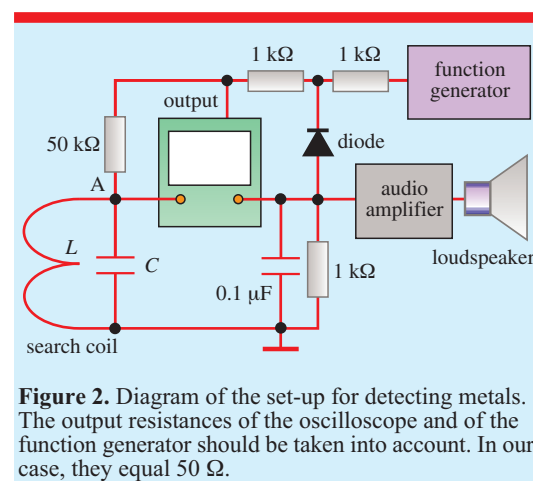 1 kΩ
1 kΩ
function
generator
output
50 kΩ
diode
A
audio
amplifier
L
C
1 kΩ
loudspeaker
0.1 μF
search coil
Figure 2. Diagram of the set-up for detecting metals.
The output resistances of the oscilloscope and of the
function generator should be taken into account. In our
case, they equal 50 Ω.